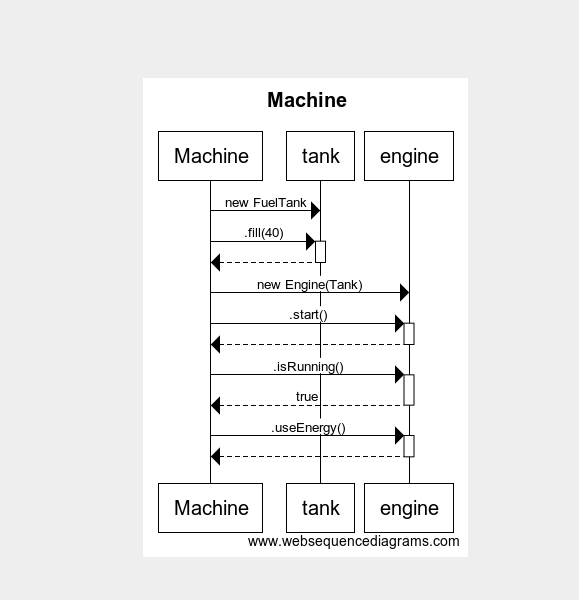 Machine
Machine tank engine
new FuelTank
.fill(40)
new Engine(Tank)
.start()
.isRunning()
true
.useEnergy()
Machine tank engine
www.websequencediagrams.com